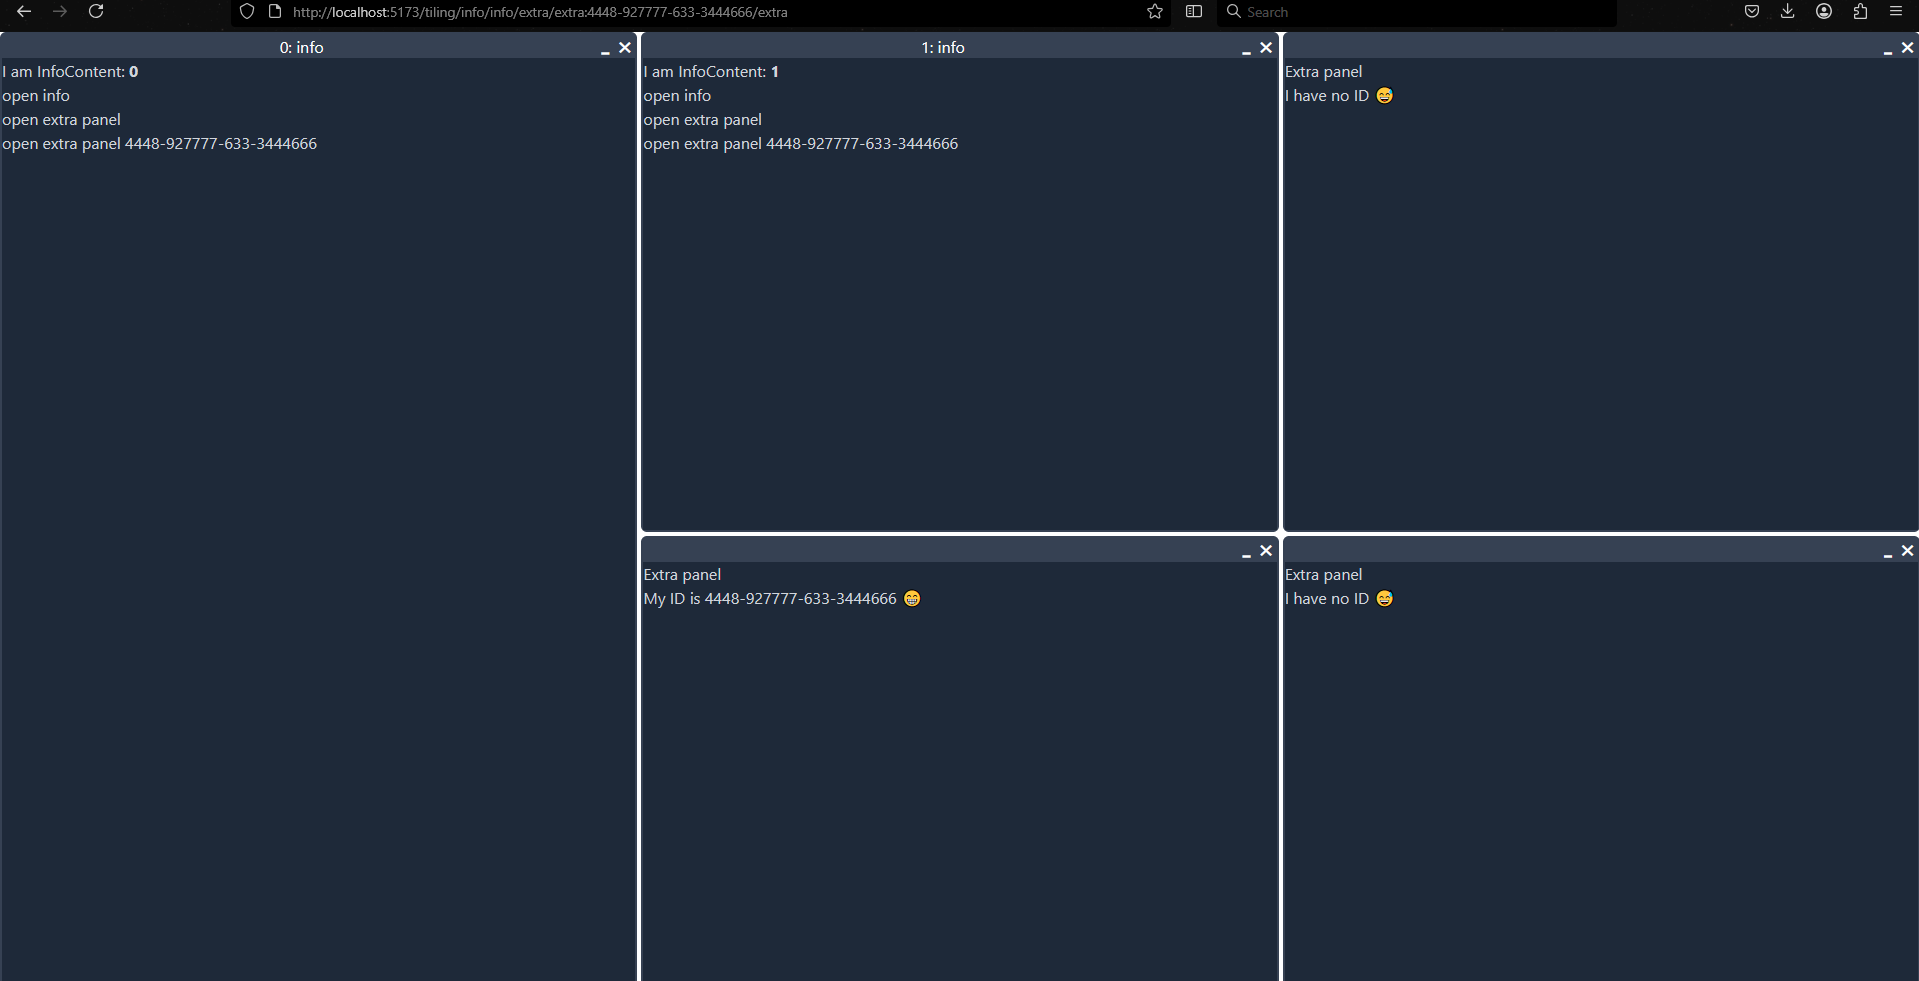 http://localhost:5173/tiling/info/info/extra/extra:4448-927777-633-3444666/extra
Search
0: info
I am InfoContent: 0
open info
open extra panel
open extra panel 4448-927777-633-3444666
1: info
I am InfoContent: 1
open info
open extra panel
open extra panel 4448-927777-633-3444666
Extra panel
I have no ID 😅
Extra panel
My ID is 4448-927777-633-3444666 😁
Extra panel
I have no ID 😅